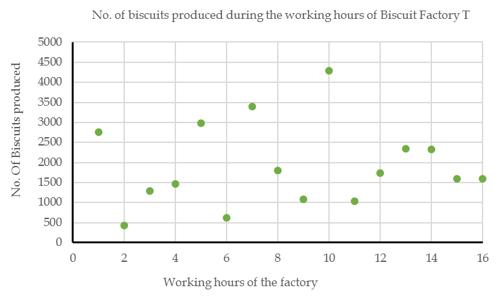 No. of biscuits produced during the working hours of Biscuit Factory T
No. Of Biscuits produced
5000
4500
4000
3500
3000
2500
2000
1500
1000
500
0
0 2 4 6 8 10 12 14 16
Working hours of the factory